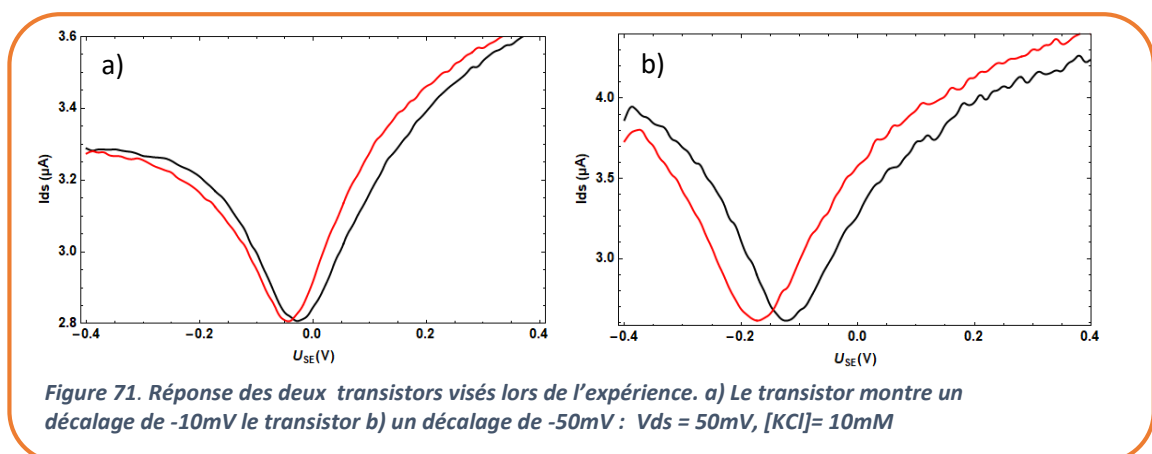 a)
3.6
3.4
3.2
3.0
2.8
Ids (µA)
−0.4
−0.2
0.0
0.2
0.4
USE(V)
b)
4.0
3.5
3.0
Ids (µA)
−0.4
−0.2
0.0
0.2
0.4
USE(V)
Figure 71. Réponse des deux transistors visés lors de l’expérience. a) Le transistor montre un
décalage de -10mV le transistor b) un décalage de -50mV : Vds = 50mV, [KCl]= 10mM